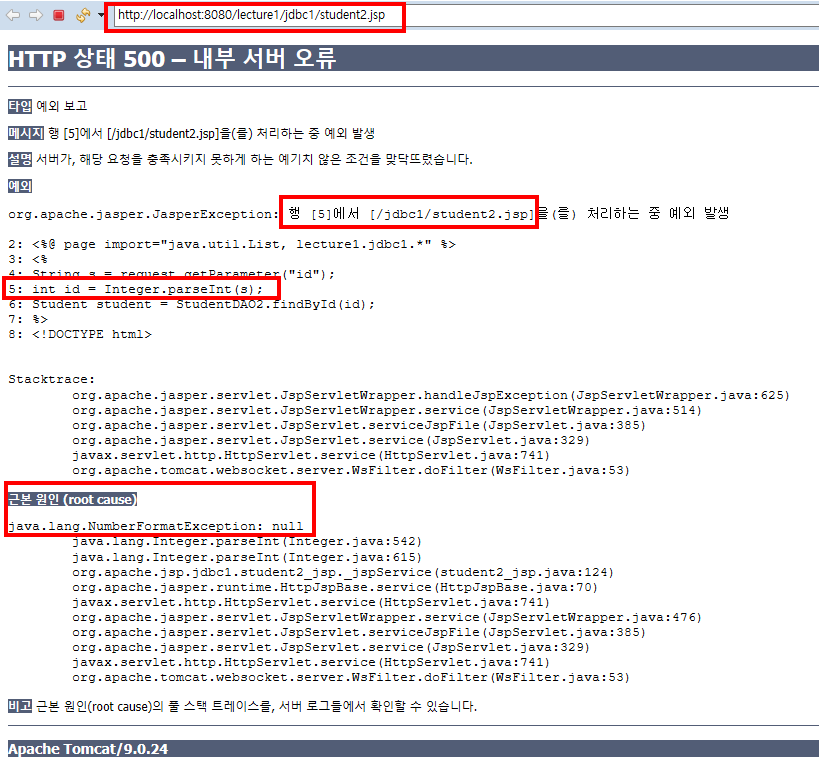 http://localhost:8080/lecture1/jdbc1/student2.jsp
HTTP 상태 500 – 내부 서버 오류
타입 예외 보고
메시지 행 [5]에서 [/jdbc1/student2.jsp]을(를) 처리하는 중 예외 발생
설명 서버가, 해당 요청을 충족시키지 못하게 하는 예기치 않은 조건을 맞닥뜨렸습니다.
예외
org.apache.jasper.JasperException: 행 [5]에서 [/jdbc1/student2.jsp]을(를) 처리하는 중 예외 발생
2: <%@ page import="java.util.List, lecture1.jdbc1.*" %>
3: <%
4: String s = request.getParameter("id");
5: int id = Integer.parseInt(s);
6: Student student = StudentDAO2.findById(id);
7: %>
8: <!DOCTYPE html>
Stacktrace:
org.apache.jasper.servlet.JspServletWrapper.handleJspException(JspServletWrapper.java:625)
org.apache.jasper.servlet.JspServletWrapper.service(JspServletWrapper.java:514)
org.apache.jasper.servlet.JspServlet.serviceJspFile(JspServlet.java:385)
org.apache.jasper.servlet.JspServlet.service(JspServlet.java:329)
javax.servlet.http.HttpServlet.service(HttpServlet.java:741)
org.apache.tomcat.websocket.server.WsFilter.doFilter(WsFilter.java:53)
근본 원인 (root cause)
java.lang.NumberFormatException: null
java.lang.Integer.parseInt(Integer.java:542)
java.lang.Integer.parseInt(Integer.java:615)
org.apache.jsp.jdbc1.student2_jsp._jspService(student2_jsp.java:124)
org.apache.jasper.runtime.HttpJspBase.service(HttpJspBase.java:70)
javax.servlet.http.HttpServlet.service(HttpServlet.java:741)
org.apache.jasper.servlet.JspServletWrapper.service(JspServletWrapper.java:476)
org.apache.jasper.servlet.JspServlet.serviceJspFile(JspServlet.java:385)
org.apache.jasper.servlet.JspServlet.service(JspServlet.java:329)
javax.servlet.http.HttpServlet.service(HttpServlet.java:741)
org.apache.tomcat.websocket.server.WsFilter.doFilter(WsFilter.java:53)
비고 근본 원인(root cause)의 풀 스택 트레이스를, 서버 로그들에서 확인할 수 있습니다.
Apache Tomcat/9.0.24